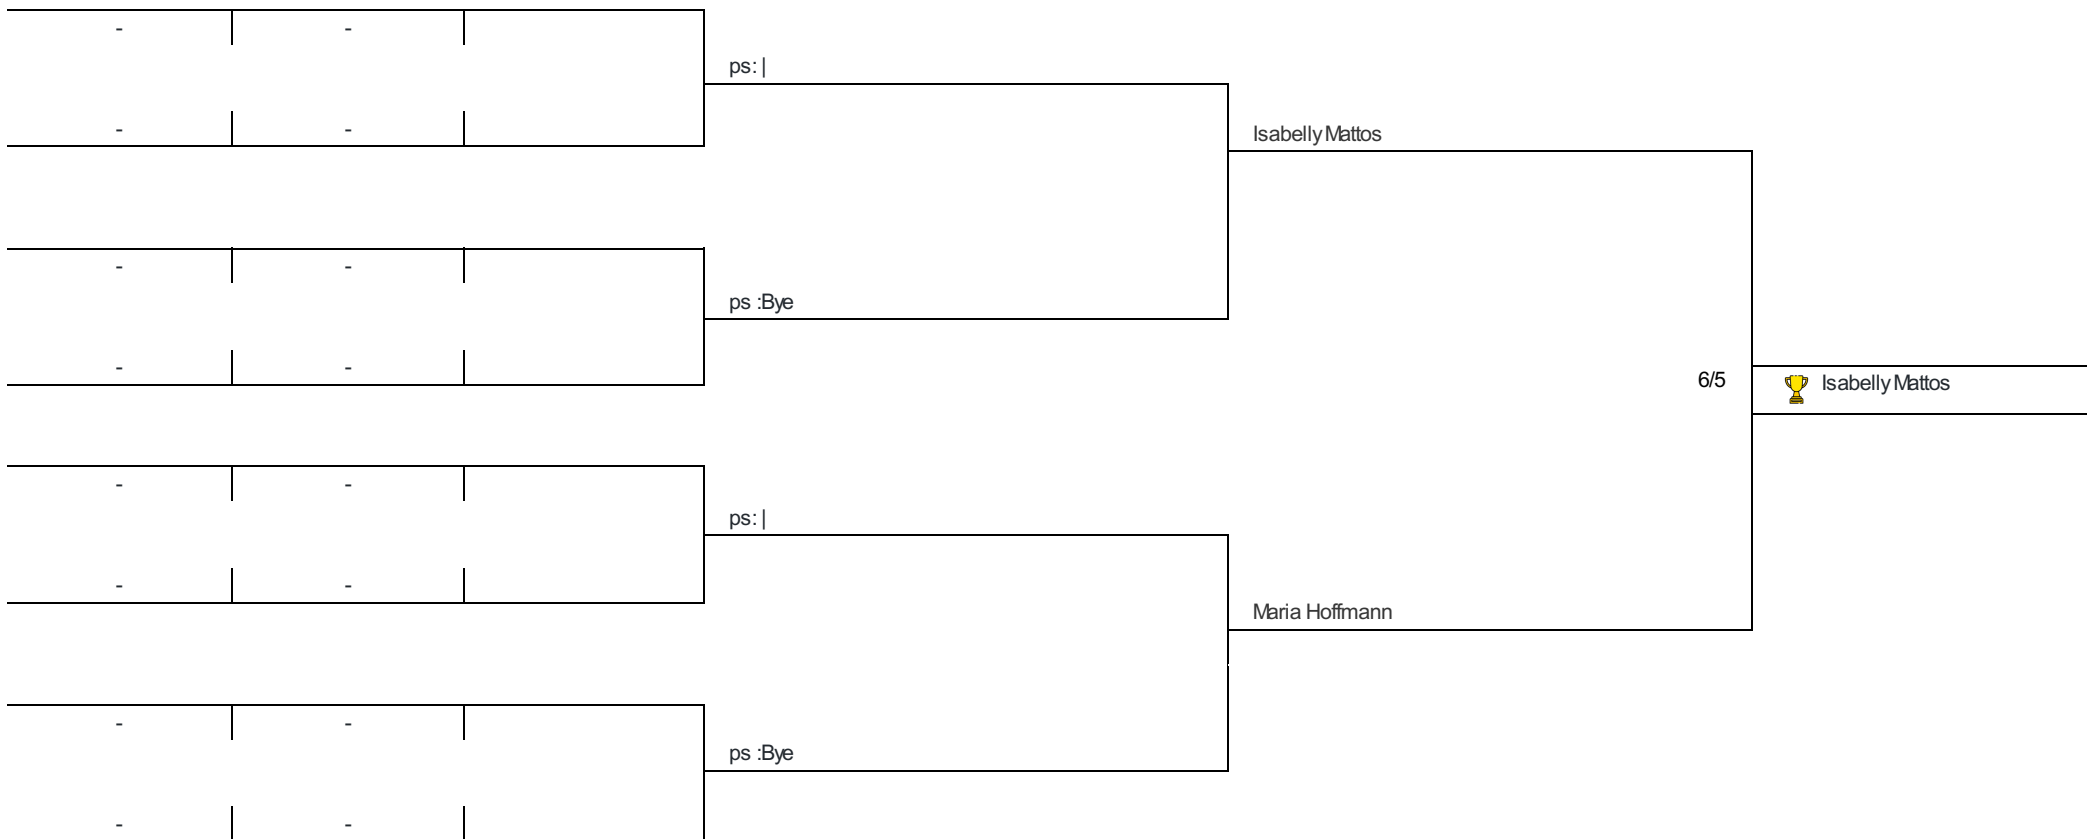 - -
ps: |
- -
Isabelly Mattos
- -
ps :Bye
- -
6/5 Isabelly Mattos
- -
ps: |
- -
Maria Hoffmann
- -
ps :Bye
- -